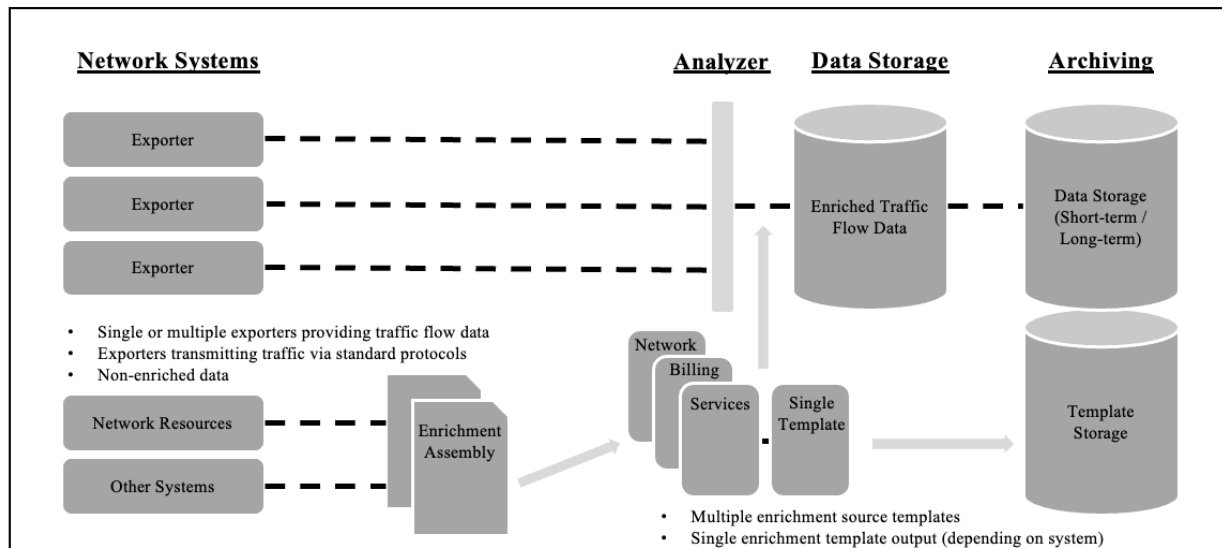 Network Systems
Analyzer
Data Storage
Archiving
Exporter
Exporter
Exporter
Enriched Traffic
Flow Data
Data Storage
(Short-term /
Long-term)
• Single or multiple exporters providing traffic flow data
• Exporters transmitting traffic via standard protocols
• Non-enriched data
Network Resources
Other Systems
Enrichment
Assembly
Network
Billing
Services
Single
Template
Template
Storage
• Multiple enrichment source templates
• Single enrichment template output (depending on system)